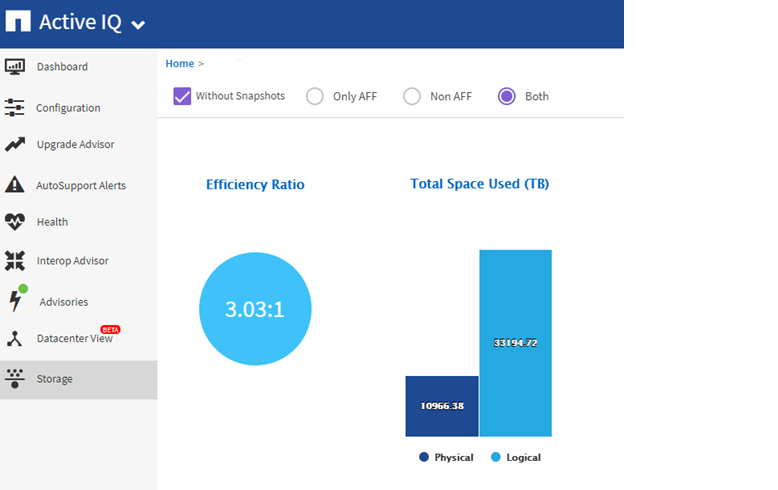 Active IQ
Home >
Dashboard
Configuration
Upgrade Advisor
AutoSupport Alerts
Health
Interop Advisor
Advisories
Datacenter View BETA
Storage
Without Snapshots Only AFF Non AFF Both
Efficiency Ratio
3.03:1
Total Space Used (TB)
33194.72
10966.38
Physical Logical